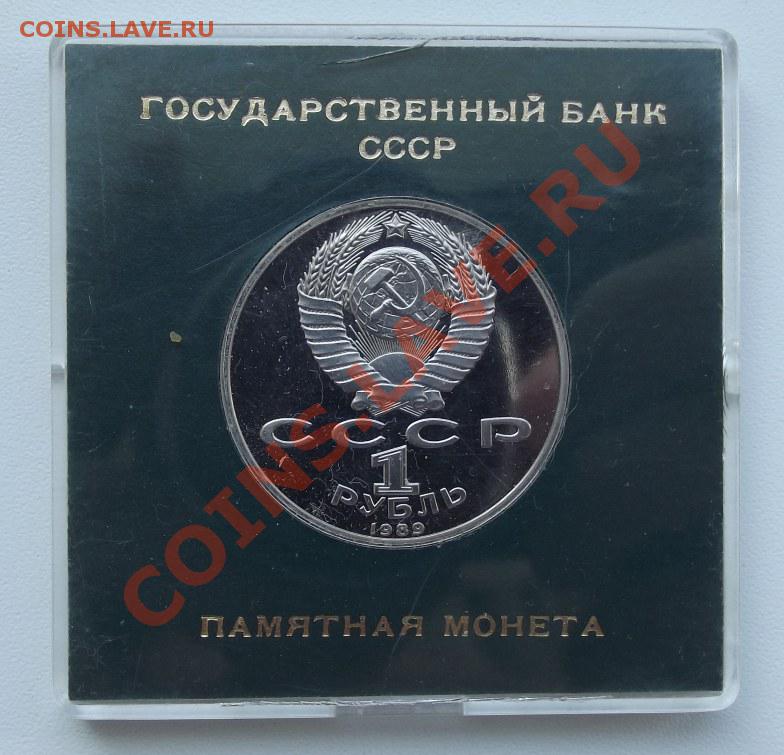 COINS.LAVE.RU
ГОСУДАРСТВЕННЫЙ БАНК
СССР
СССР
1
РУБЛЬ
1989
COINS.LAVE.RU
ПАМЯТНАЯ МОНЕТА